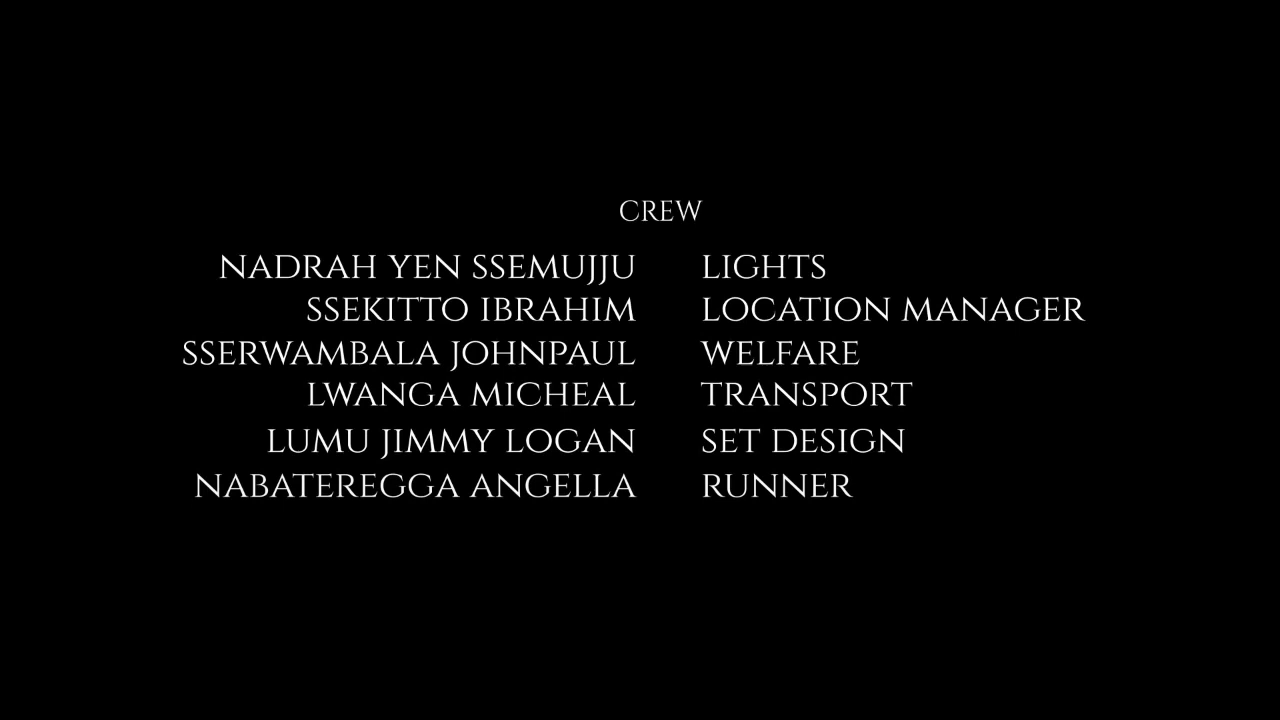 CREW
NADRAH YEN SSEMUJJU LIGHTS
SSEKITTO IBRAHIM LOCATION MANAGER
SSERWAMBALA JOHNPAUL WELFARE
LWANGA MICHEAL TRANSPORT
LUMU JIMMY LOGAN SET DESIGN
NABATEREGGA ANGELLA RUNNER